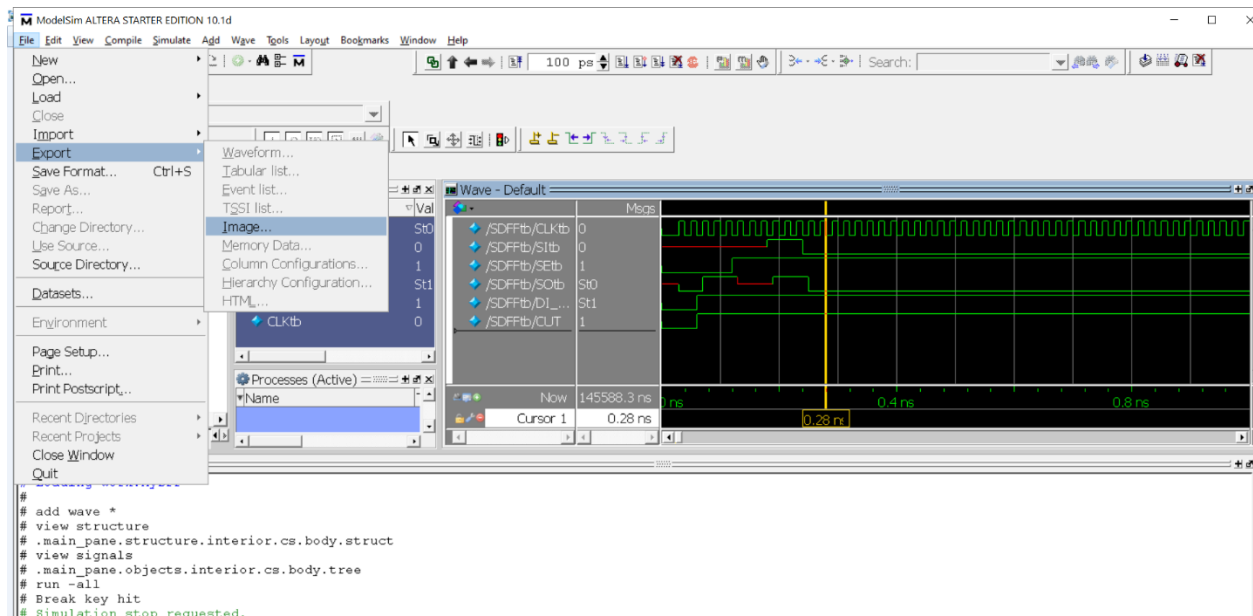 ModelSim ALTERA STARTER EDITION 10.1d
File Edit View Compile Simulate Add Wave Tools Layout Bookmarks Window Help
New
Open...
Load
Close
Import
Export
Save Format... Ctrl+S
Save As...
Report...
Change Directory...
Use Source...
Source Directory...
Datasets...
Environment
Page Setup...
Print...
Print Postscript...
Recent Directories
Recent Projects
Close Window
Quit
Waveform...
Tabular list...
Event list...
TSSI list...
Image...
Memory Data...
Column Configurations...
Hierarchy Configuration...
HTML...
100 ps
Search:
Val
St0
0
1
St1
1
CLKtb 0
Processes (Active)
Name
Wave - Default
Msgs
/SDFFtb/CLKtb 0
/SDFFtb/SItb 0
/SDFFtb/SEtb 1
/SDFFtb/SOtb St0
/SDFFtb/DI_... St1
/SDFFtb/CUT 1
Now 145588.3 ns
Cursor 1 0.28 ns
ns 0.4 ns 0.8 ns
0.28 ns
#
# add wave *
# view structure
# .main_pane.structure.interior.cs.body.struct
# view signals
# .main_pane.objects.interior.cs.body.tree
# run -all
# Break key hit
# Simulation stop requested.